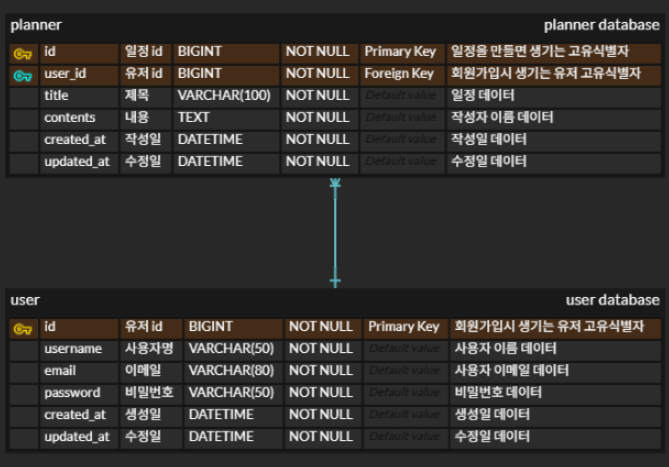 planner planner database
id 일정 id BIGINT NOT NULL Primary Key 일정을 만들면 생기는 고유식별자
user_id 유저 id BIGINT NOT NULL Foreign Key 회원가입시 생기는 유저 고유식별자
title 제목 VARCHAR(100) NOT NULL Default value 일정 데이터
contents 내용 TEXT NOT NULL Default value 작성자 이름 데이터
created_at 작성일 DATETIME NOT NULL Default value 작성일 데이터
updated_at 수정일 DATETIME NOT NULL Default value 수정일 데이터
user user database
id 유저 id BIGINT NOT NULL Primary Key 회원가입시 생기는 유저 고유식별자
username 사용자명 VARCHAR(50) NOT NULL Default value 사용자 이름 데이터
email 이메일 VARCHAR(80) NOT NULL Default value 사용자 이메일 데이터
password 비밀번호 VARCHAR(50) NOT NULL Default value 비밀번호 데이터
created_at 생성일 DATETIME NOT NULL Default value 생성일 데이터
updated_at 수정일 DATETIME NOT NULL Default value 수정일 데이터